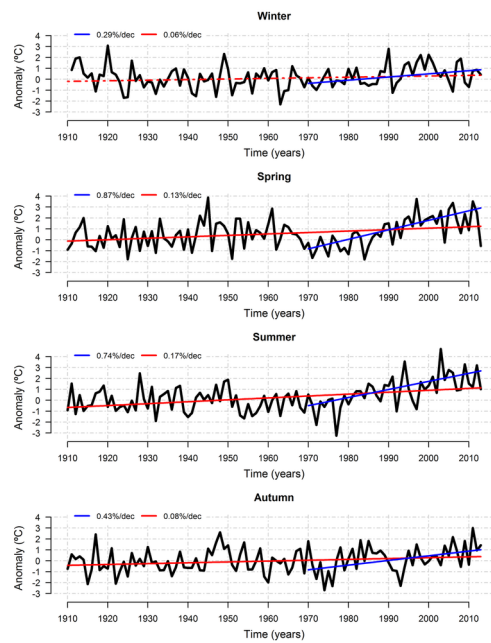 Winter
0.29%/dec 0.06%/dec
Anomaly (ºC)
4
3
2
1
0
-1
-2
-3
1910 1920 1930 1940 1950 1960 1970 1980 1990 2000 2010
Time (years)
Spring
0.87%/dec 0.13%/dec
Anomaly (ºC)
4
3
2
1
0
-1
-2
-3
1910 1920 1930 1940 1950 1960 1970 1980 1990 2000 2010
Time (years)
Summer
0.74%/dec 0.17%/dec
Anomaly (ºC)
4
3
2
1
0
-1
-2
-3
1910 1920 1930 1940 1950 1960 1970 1980 1990 2000 2010
Time (years)
Autumn
0.43%/dec 0.08%/dec
Anomaly (ºC)
4
3
2
1
0
-1
-2
-3
1910 1920 1930 1940 1950 1960 1970 1980 1990 2000 2010
Time (years)